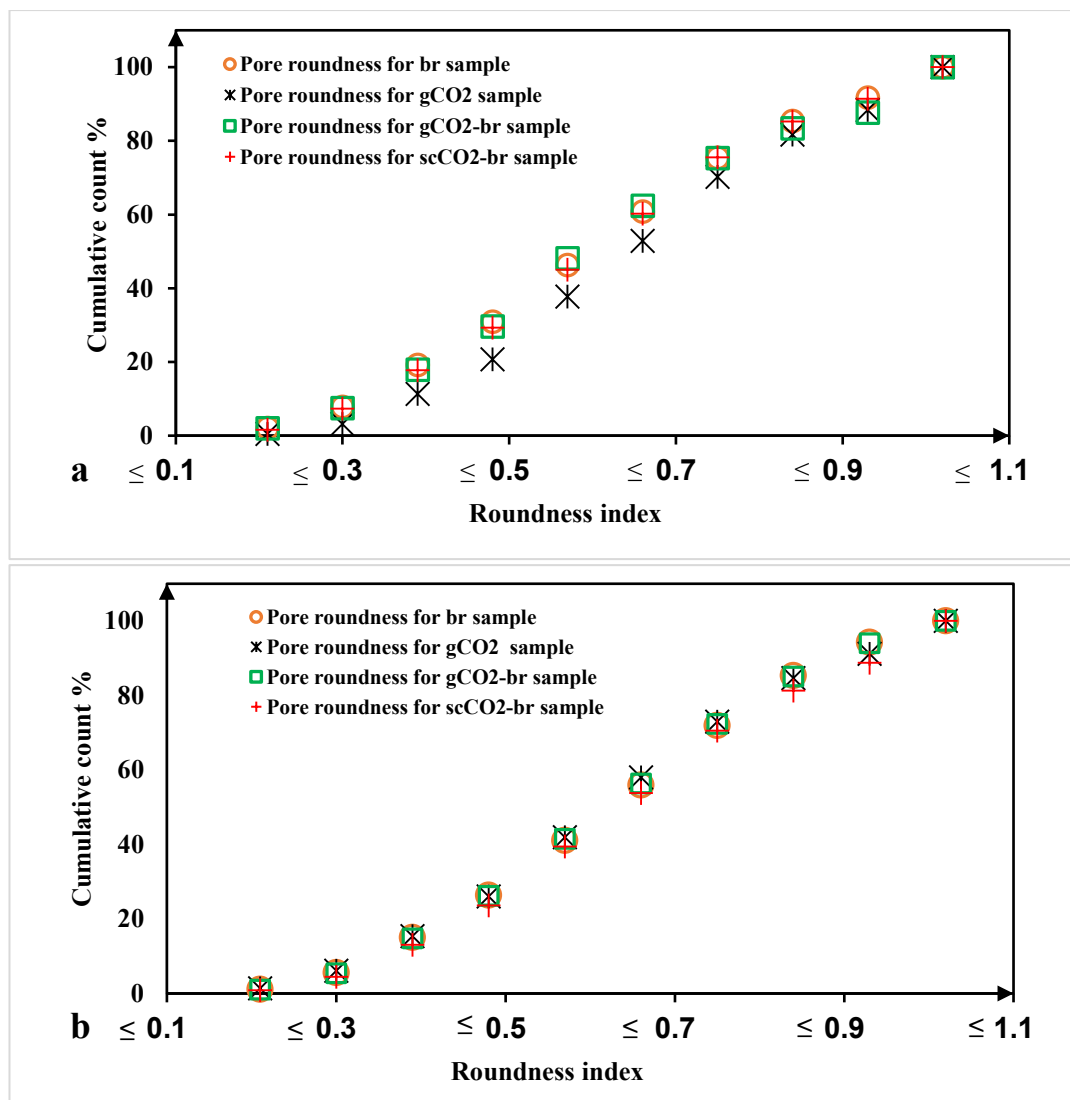 100
80
60
40
20
0
Cumulative count %
Pore roundness for br sample
Pore roundness for gCO2 sample
Pore roundness for gCO2-br sample
Pore roundness for scCO2-br sample
a
≤ 0.1 ≤ 0.3 ≤ 0.5 ≤ 0.7 ≤ 0.9 ≤ 1.1
Roundness index
100
80
60
40
20
0
Cumulative count %
Pore roundness for br sample
Pore roundness for gCO2 sample
Pore roundness for gCO2-br sample
Pore roundness for scCO2-br sample
b
≤ 0.1 ≤ 0.3 ≤ 0.5 ≤ 0.7 ≤ 0.9 ≤ 1.1
Roundness index